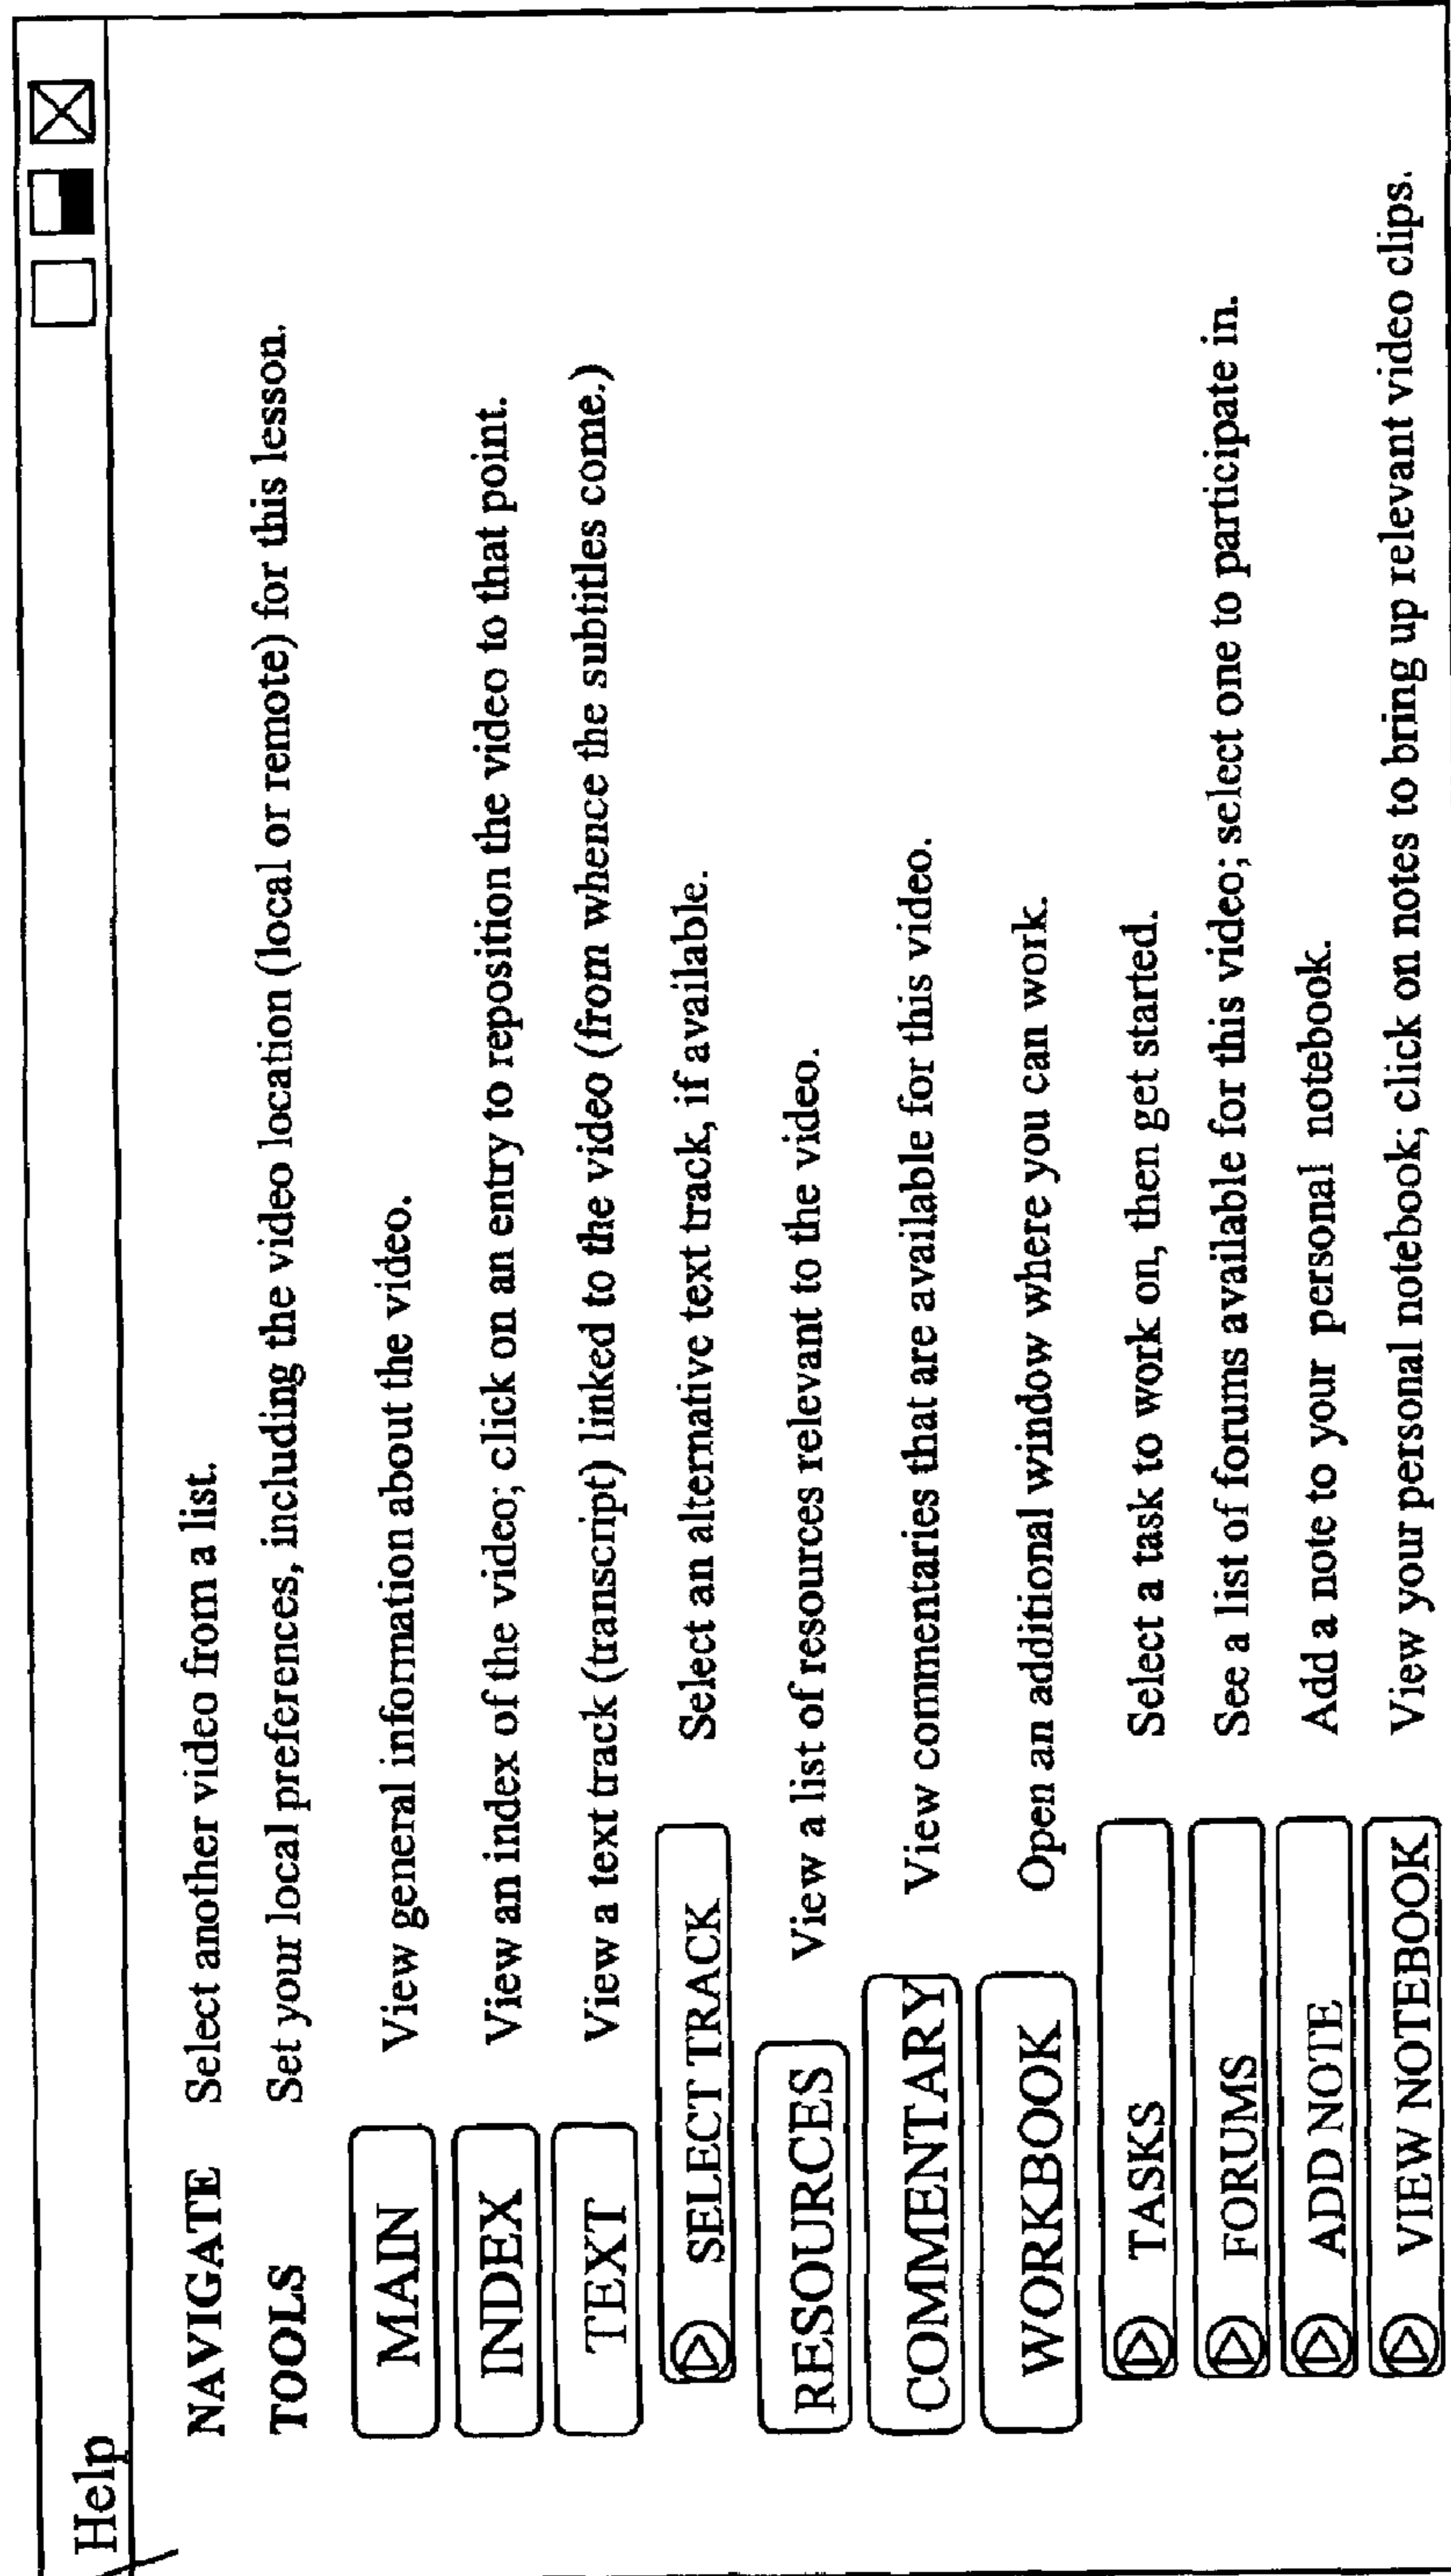 Help
NAVIGATE Select another video from a list.
TOOLS Set your local preferences, including the video location (local or remote) for this lesson.
MAIN View general information about the video.
INDEX View an index of the video; click on an entry to reposition the video to that point.
TEXT View a text track (transcript) linked to the video (from whence the subtitles come.)
SELECT TRACK Select an alternative text track, if available.
RESOURCES View a list of resources relevant to the video.
COMMENTARY View commentaries that are available for this video.
WORKBOOK Open an additional window where you can work.
TASKS Select a task to work on, then get started.
FORUMS See a list of forums available for this video; select one to participate in.
ADD NOTE Add a note to your personal notebook.
VIEW NOTEBOOK View your personal notebook; click on notes to bring up relevant video clips.